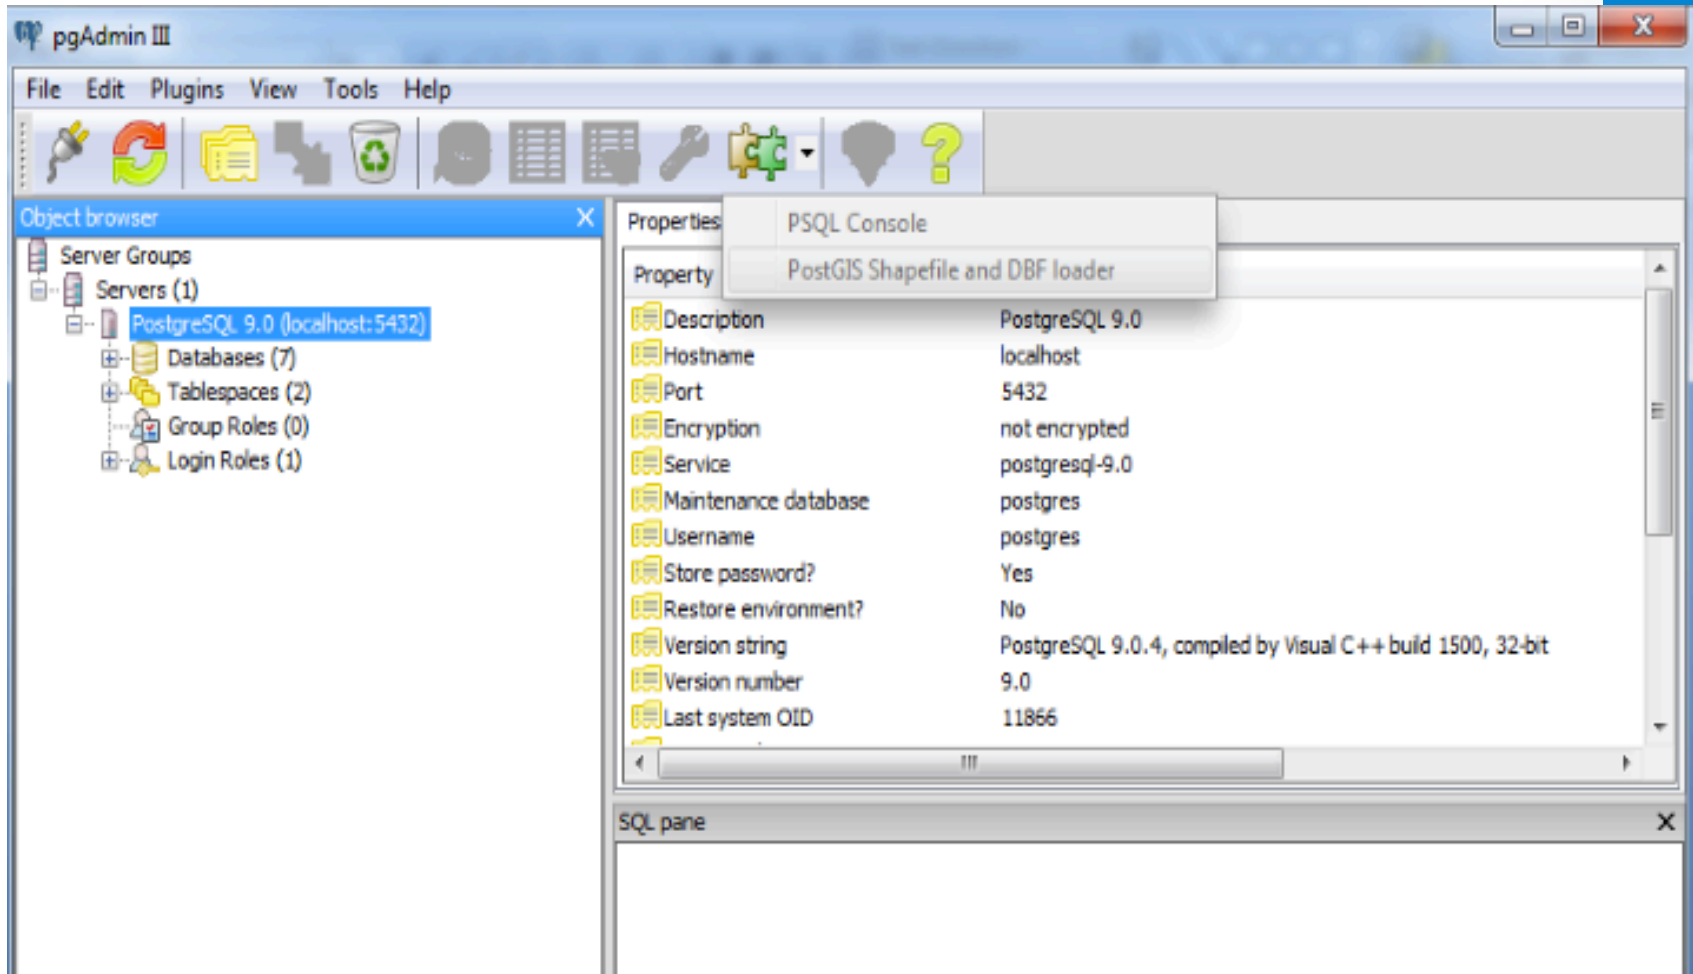 pgAdmin III
File Edit Plugins View Tools Help
Object browser
Server Groups
Servers (1)
PostgreSQL 9.0 (localhost:5432)
Databases (7)
Tablespaces (2)
Group Roles (0)
Login Roles (1)
Properties
PSQL Console
PostGIS Shapefile and DBF loader
Property
Description PostgreSQL 9.0
Hostname localhost
Port 5432
Encryption not encrypted
Service postgresql-9.0
Maintenance database postgres
Username postgres
Store password? Yes
Restore environment? No
Version string PostgreSQL 9.0.4, compiled by Visual C++ build 1500, 32-bit
Version number 9.0
Last system OID 11866
SQL pane